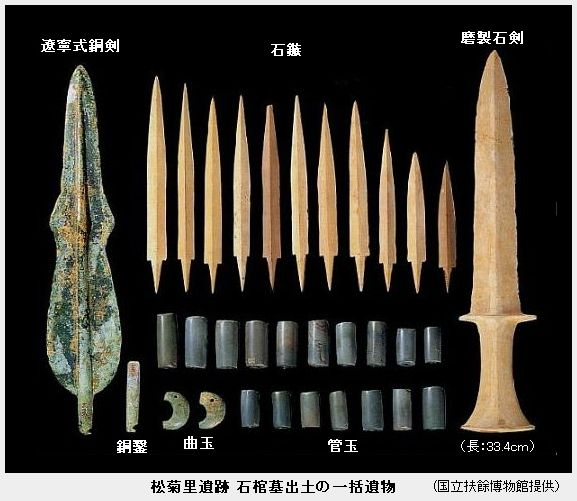 遼寧式銅剣
石鏃
磨製石剣
銅鑿
曲玉
管玉
(長:33.4cm)
松菊里遺跡 石棺墓出土の一括遺物
(国立扶餘博物館提供)